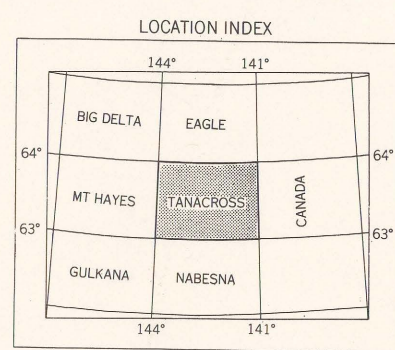 LOCATION INDEX
144° 141°
BIG DELTA EAGLE
64° 64°
MT HAYES TANACROSS CANADA
63° 63°
GULKANA NABESNA
144° 141°